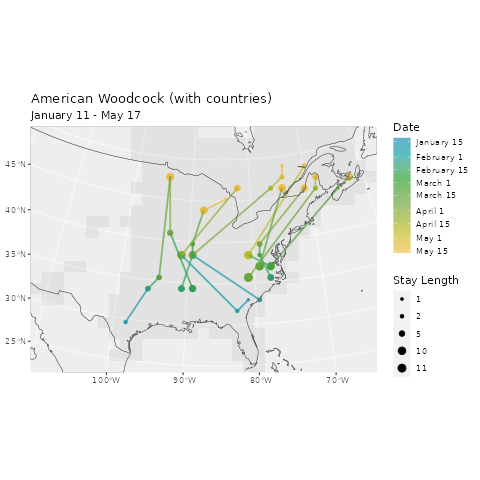 American Woodcock (with countries)
January 11 - May 17
45°N
40°N
35°N
30°N
25°N
100°W
90°W
80°W
70°W
Date
January 15
February 1
February 15
March 1
March 15
April 1
April 15
May 1
May 15
Stay Length
1
2
5
10
11